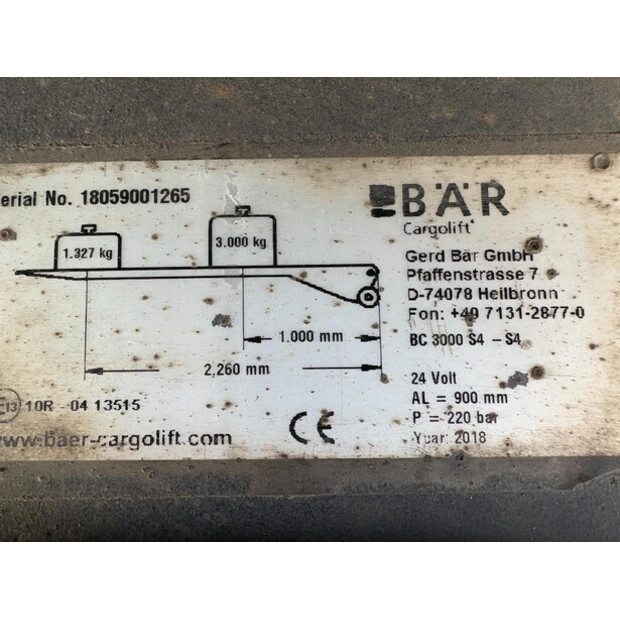 erial No. 18059001265
BÄR
Cargolift
1.327 kg
3.000 kg
1.000 mm
2,260 mm
Gerd Bär GmbH
Pfaffenstrasse 7
D-74078 Heilbronn
Fon: +49 7131-2877-0
BC 3000 S4 - S4
24 Volt
AL = 900 mm
P = 220 bar
Year: 2018
E13 10R - 04 13515
www.baer-cargolift.com
CE